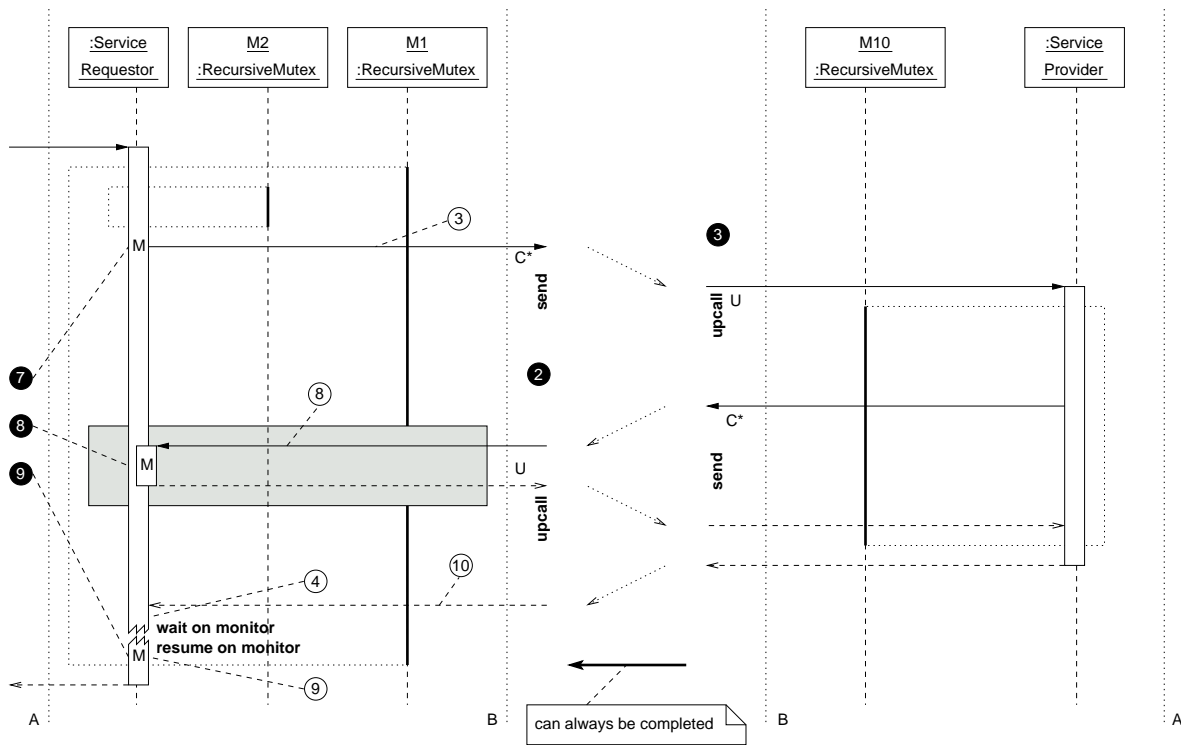 :Service
Requestor
M2
:RecursiveMutex
M1
:RecursiveMutex
M10
:RecursiveMutex
:Service
Provider
3
3
M
C*
send
upcall
U
7
2
8
C*
8
M
U
9
send
upcall
10
4
wait on monitor
resume on monitor
M
9
can always be completed
A
B
B
A